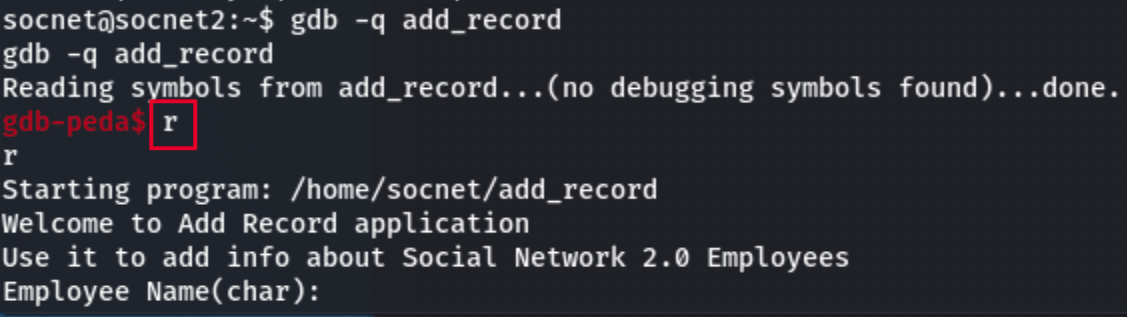 socnet@socnet2:~$ gdb -q add_record
gdb -q add_record
Reading symbols from add_record...(no debugging symbols found)...done.
gdb-peda$ r
r
Starting program: /home/socnet/add_record
Welcome to Add Record application
Use it to add info about Social Network 2.0 Employees
Employee Name(char):